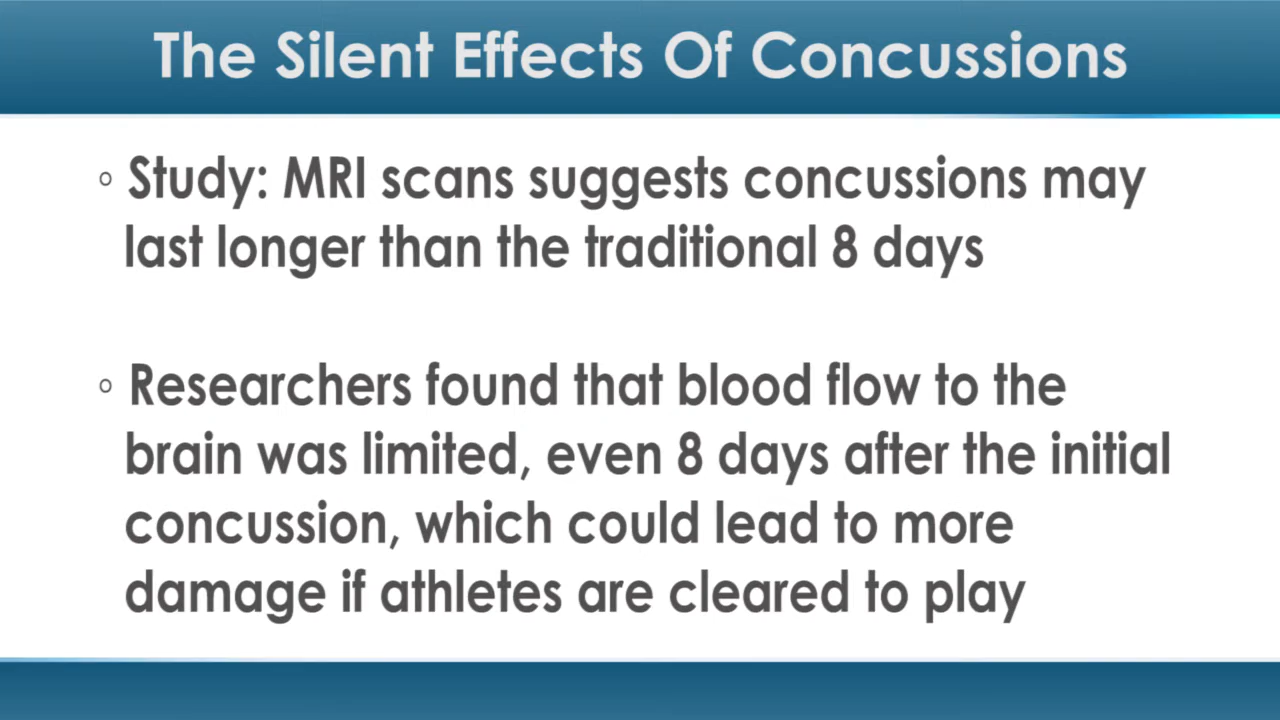 The Silent Effects Of Concussions
◦ Study: MRI scans suggests concussions may
last longer than the traditional 8 days
◦ Researchers found that blood flow to the
brain was limited, even 8 days after the initial
concussion, which could lead to more
damage if athletes are cleared to play